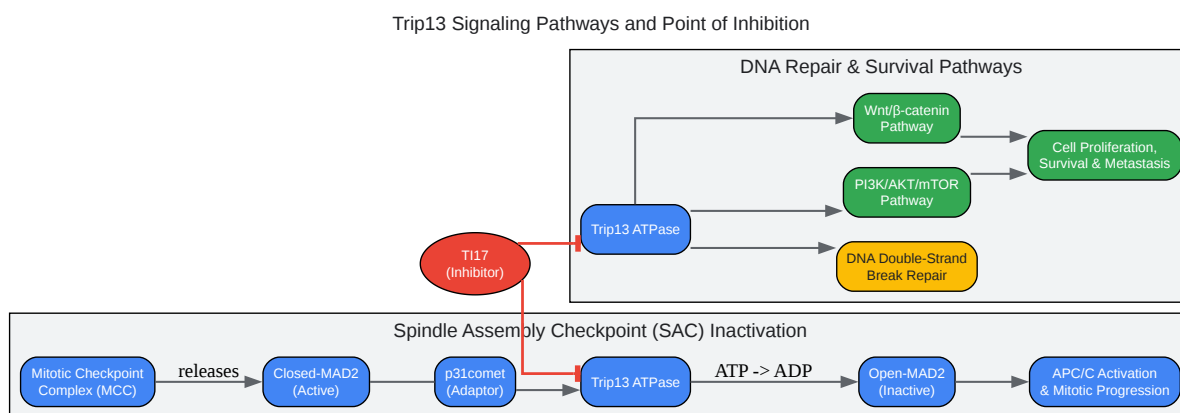 Trip13 Signaling Pathways and Point of Inhibition
DNA Repair & Survival Pathways
Wnt/β-catenin
Pathway
Cell Proliferation,
Survival & Metastasis
PI3K/AKT/mTOR
Pathway
Trip13 ATPase
DNA Double-Strand
Break Repair
TI17
(Inhibitor)
Spindle Assembly Checkpoint (SAC) Inactivation
Mitotic Checkpoint
Complex (MCC)
releases
Closed-MAD2
(Active)
p31comet
(Adaptor)
Trip13 ATPase
ATP -> ADP
Open-MAD2
(Inactive)
APC/C Activation
& Mitotic Progression